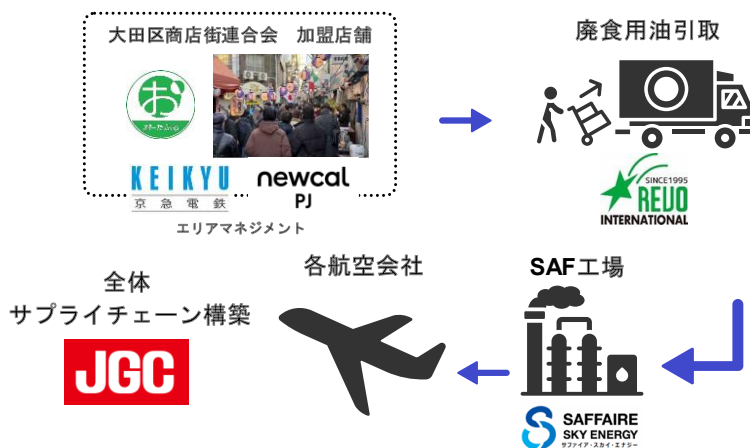 大田区商店街連合会　加盟店舗
お
KEIKYU
京急電鉄
newcal
PJ
エリアマネジメント
廃食用油引取
SINCE1995
REVO
INTERNATIONAL
全体
サプライチェーン構築
JGC
各航空会社
SAF工場
SAFFAIRE
SKY ENERGY
サファイア・スカイ・エナジー